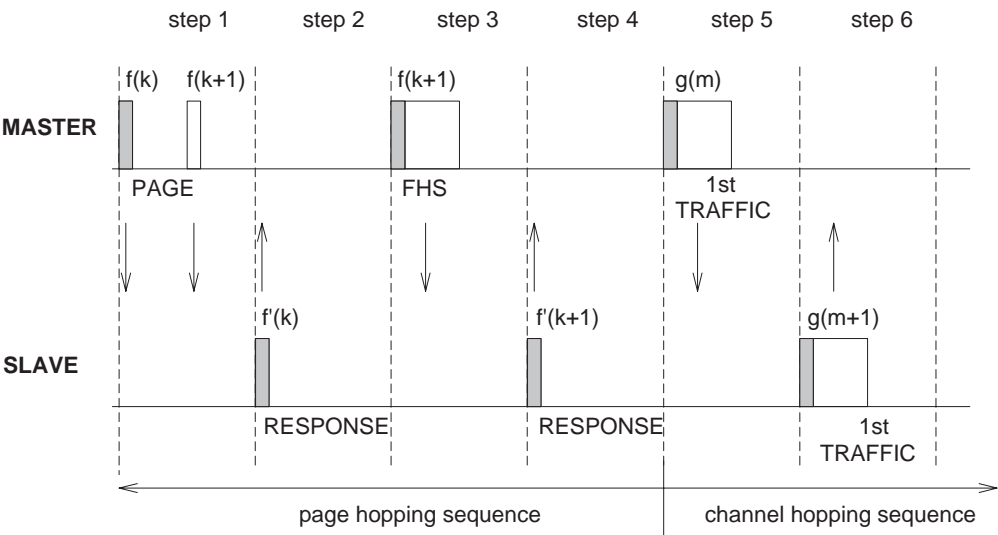 step 1 step 2 step 3 step 4 step 5 step 6
f(k) f(k+1) f(k+1) g(m)
MASTER
PAGE FHS 1st
TRAFFIC
f'(k) f'(k+1) g(m+1)
SLAVE
RESPONSE RESPONSE 1st
TRAFFIC
page hopping sequence channel hopping sequence